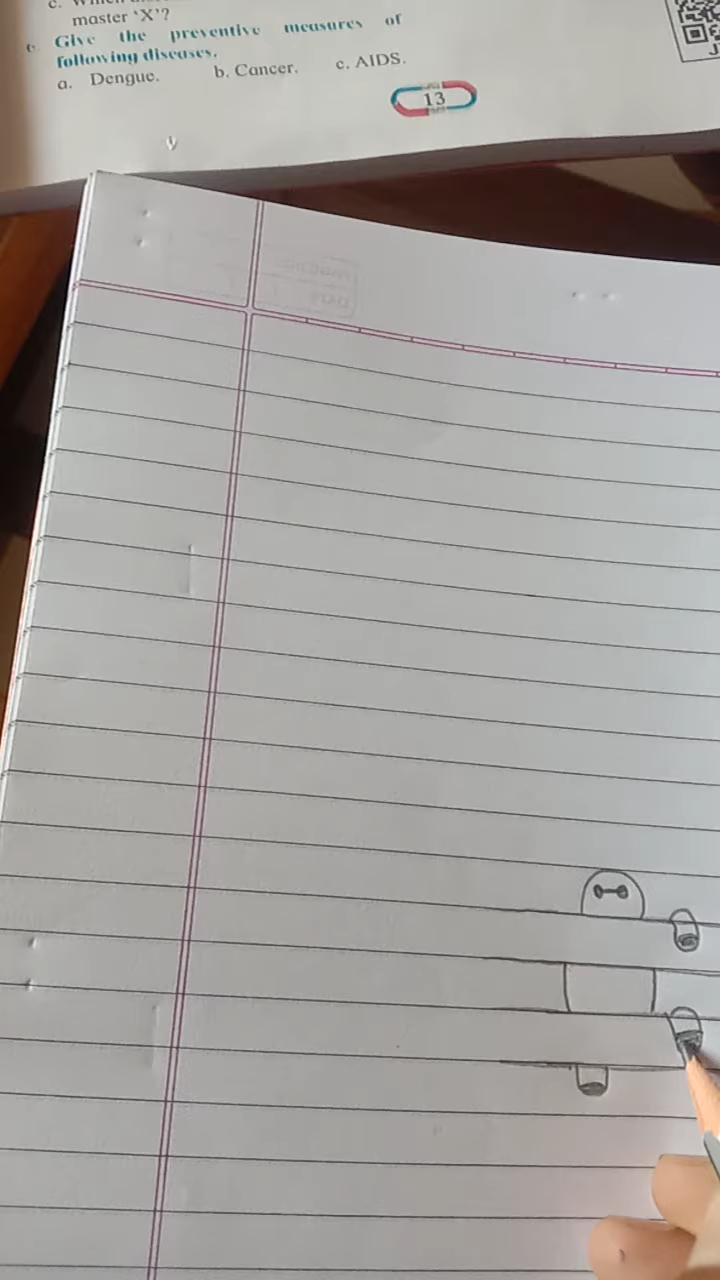 master ‘X’?
Give the preventive measures of
following diseases.
a. Dengue. b. Cancer. c. AIDS.
13